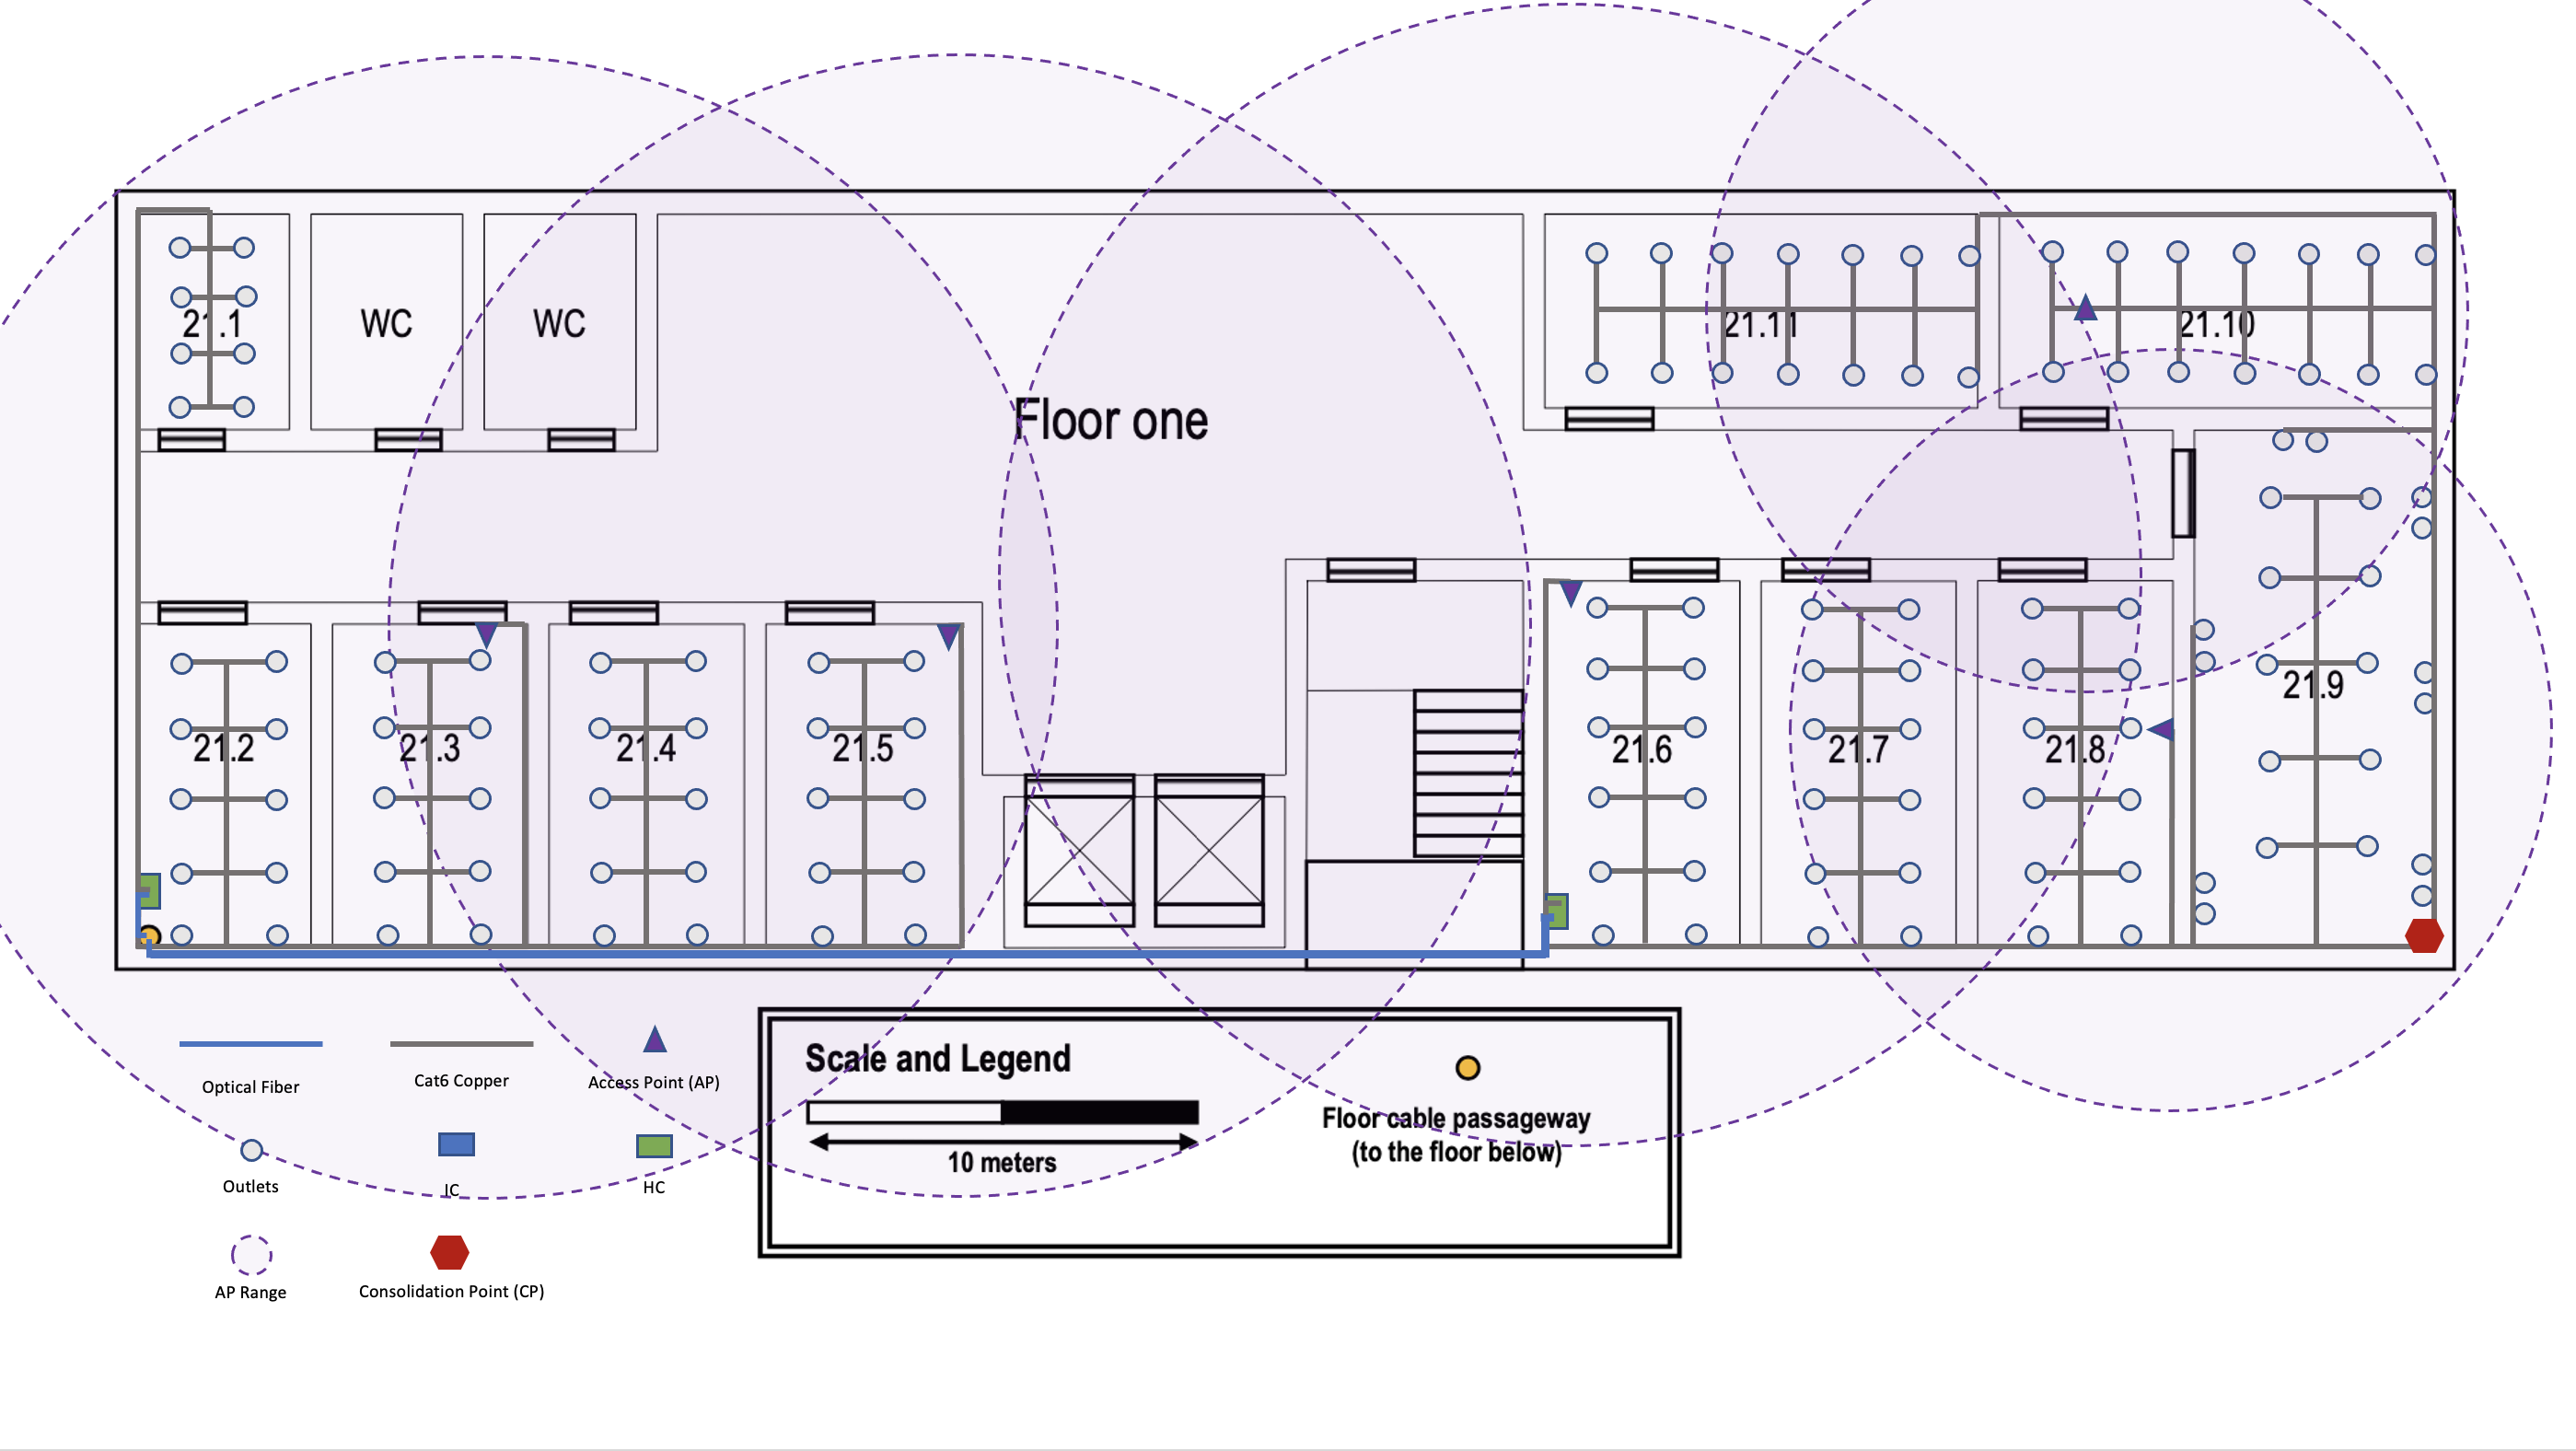 21.1
WC
WC
Floor one
21.11
21.10
21.2
21.3
21.4
21.5
21.6
21.7
21.8
21.9
Optical Fiber
Cat6 Copper
Access Point (AP)
Outlets
IC
HC
AP Range
Consolidation Point (CP)
Scale and Legend
10 meters
Floor cable passageway
(to the floor below)